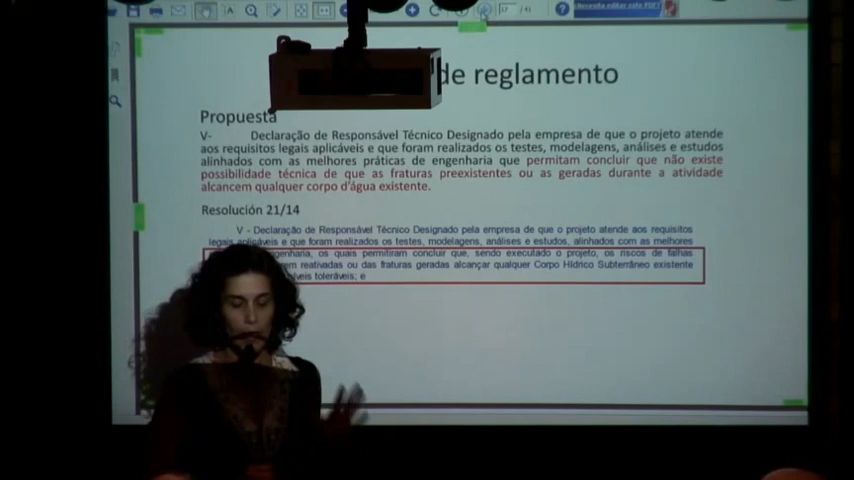 17 / 41
de reglamento
Propuesta
V- Declaração de Responsável Técnico Designado pela empresa de que o projeto atende
aos requisitos legais aplicáveis e que foram realizados os testes, modelagens, análises e estudos
alinhados com as melhores práticas de engenharia que permitam concluir que não existe
possibilidade técnica de que as fraturas preexistentes ou as geradas durante a atividade
alcancem qualquer corpo d'água existente.
Resolución 21/14
V - Declaração de Responsável Técnico Designado pela empresa de que o projeto atende aos requisitos
legais aplicáveis e que foram realizados os testes, modelagens, análises e estudos, alinhados com as melhores
os quais permitiram concluir que, sendo executado o projeto, os riscos de falhas
reativadas ou das fraturas geradas alcançar qualquer Corpo Hídrico Subterrâneo existente
toleráveis; e